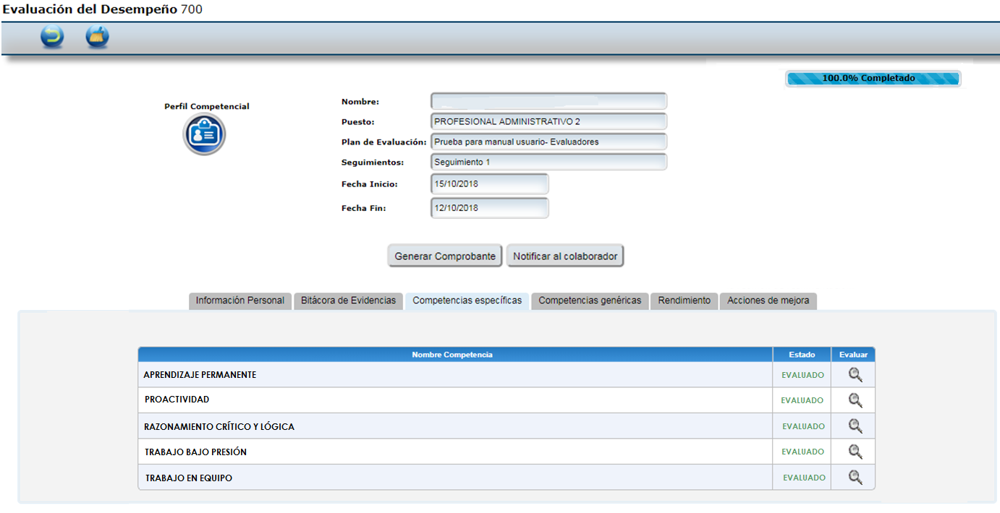 Evaluación del Desempeño 700
100.0% Completado
Perfil Competencial
Nombre:
Puesto: PROFESIONAL ADMINISTRATIVO 2
Plan de Evaluación: Prueba para manual usuario- Evaluadores
Seguimientos: Seguimiento 1
Fecha Inicio: 15/10/2018
Fecha Fin: 12/10/2018
Generar Comprobante Notificar al colaborador
Información Personal Bitácora de Evidencias Competencias específicas Competencias genéricas Rendimiento Acciones de mejora
Nombre Competencia Estado Evaluar
APRENDIZAJE PERMANENTE EVALUADO
PROACTIVIDAD EVALUADO
RAZONAMIENTO CRÍTICO Y LÓGICA EVALUADO
TRABAJO BAJO PRESIÓN EVALUADO
TRABAJO EN EQUIPO EVALUADO